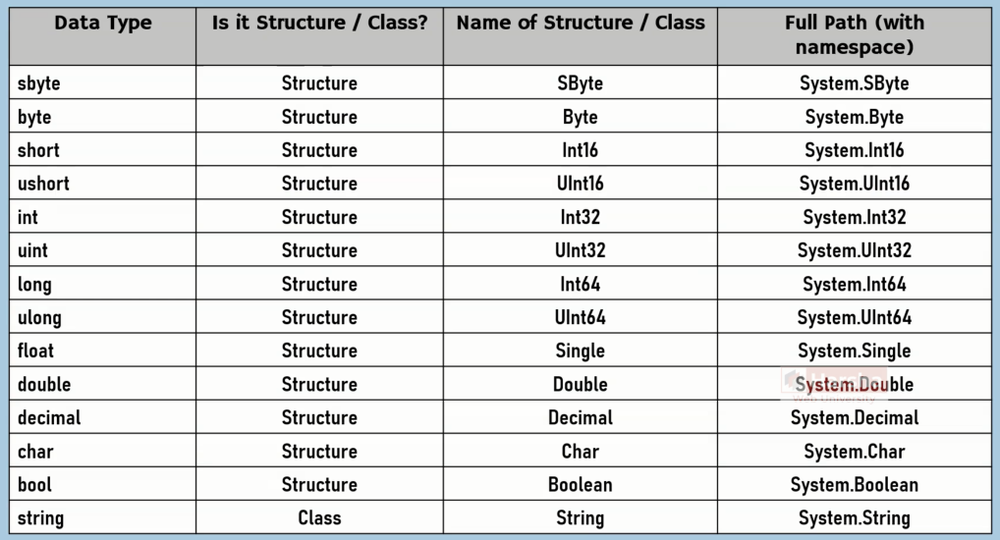 Data Type Is it Structure / Class? Name of Structure / Class Full Path (with
namespace)
sbyte Structure SByte System.SByte
byte Structure Byte System.Byte
short Structure Int16 System.Int16
ushort Structure UInt16 System.UInt16
int Structure Int32 System.Int32
uint Structure UInt32 System.UInt32
long Structure Int64 System.Int64
ulong Structure UInt64 System.UInt64
float Structure Single System.Single
double Structure Double System.Double
Web University
decimal Structure Decimal System.Decimal
char Structure Char System.Char
bool Structure Boolean System.Boolean
string Class String System.String